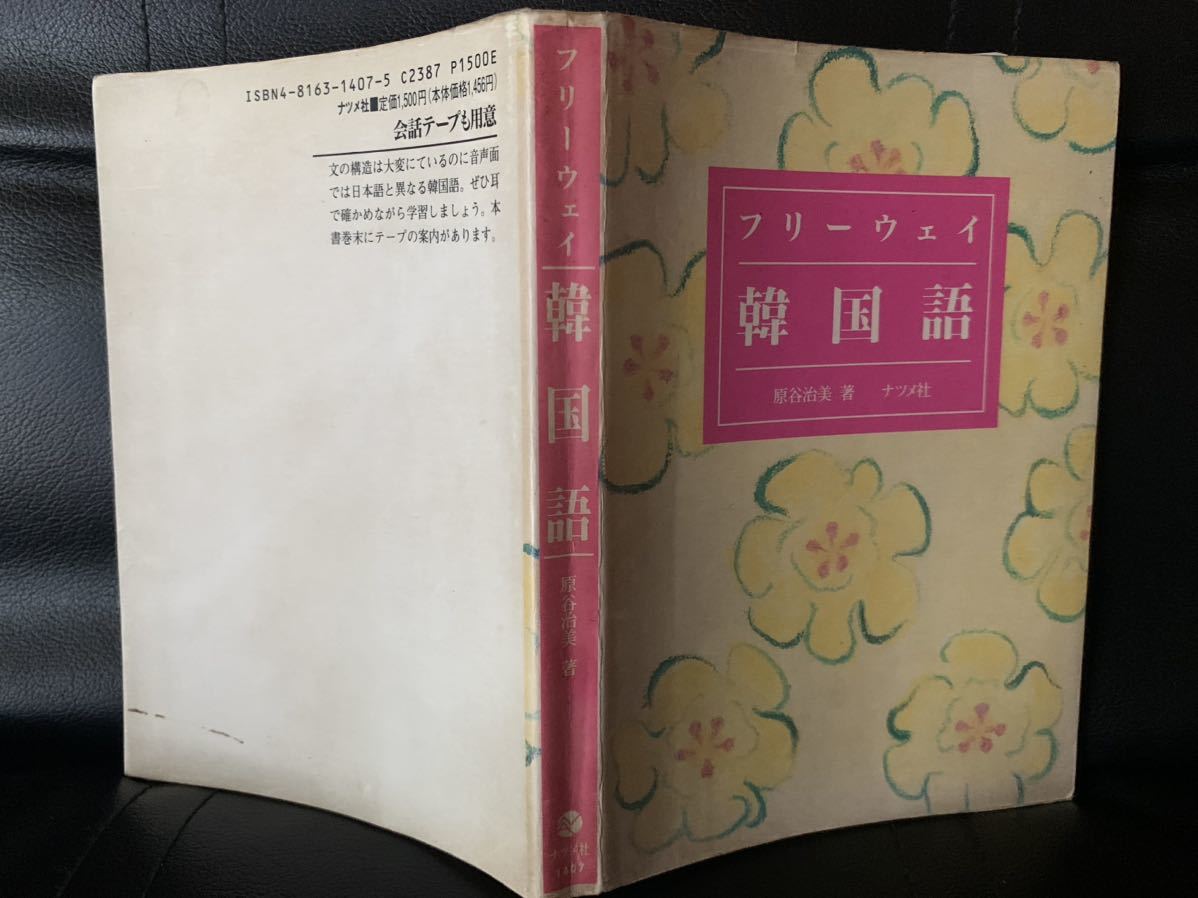 ISBN4-8163-1407-5 C2387 P1500E
ナツメ社■定価1,500円(本体価格1,456円)
会話テープも用意
文の構造は大変にているのに音声面
では日本語と異なる韓国語。ぜひ耳
で確かめながら学習しましょう。本
書巻末にテープの案内があります。
フリーウェイ
韓国語
原谷治美 著
ナツメ社
1407
フリーウェイ
韓国語
原谷治美 著 ナツメ社